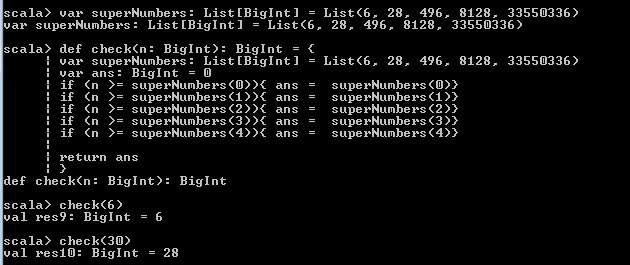 scala> var superNumbers: List[BigInt] = List(6, 28, 496, 8128, 33550336)
var superNumbers: List[BigInt] = List(6, 28, 496, 8128, 33550336)
scala> def check(n: BigInt): BigInt = {
| var superNumbers: List[BigInt] = List(6, 28, 496, 8128, 33550336)
| var ans: BigInt = 0
| if (n >= superNumbers(0)){ ans =  superNumbers(0)}
| if (n >= superNumbers(1)){ ans =  superNumbers(1)}
| if (n >= superNumbers(2)){ ans =  superNumbers(2)}
| if (n >= superNumbers(3)){ ans =  superNumbers(3)}
| if (n >= superNumbers(4)){ ans =  superNumbers(4)}
|
| return ans
| }
def check(n: BigInt): BigInt
scala> check(6)
val res9: BigInt = 6
scala> check(30)
val res10: BigInt = 28